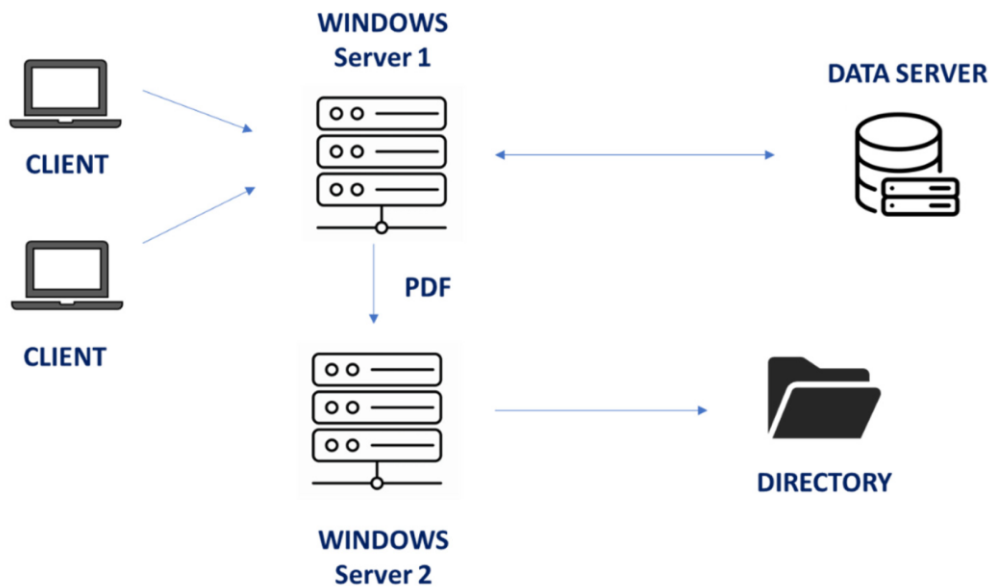 WINDOWS
Server 1
DATA SERVER
CLIENT
PDF
CLIENT
DIRECTORY
WINDOWS
Server 2